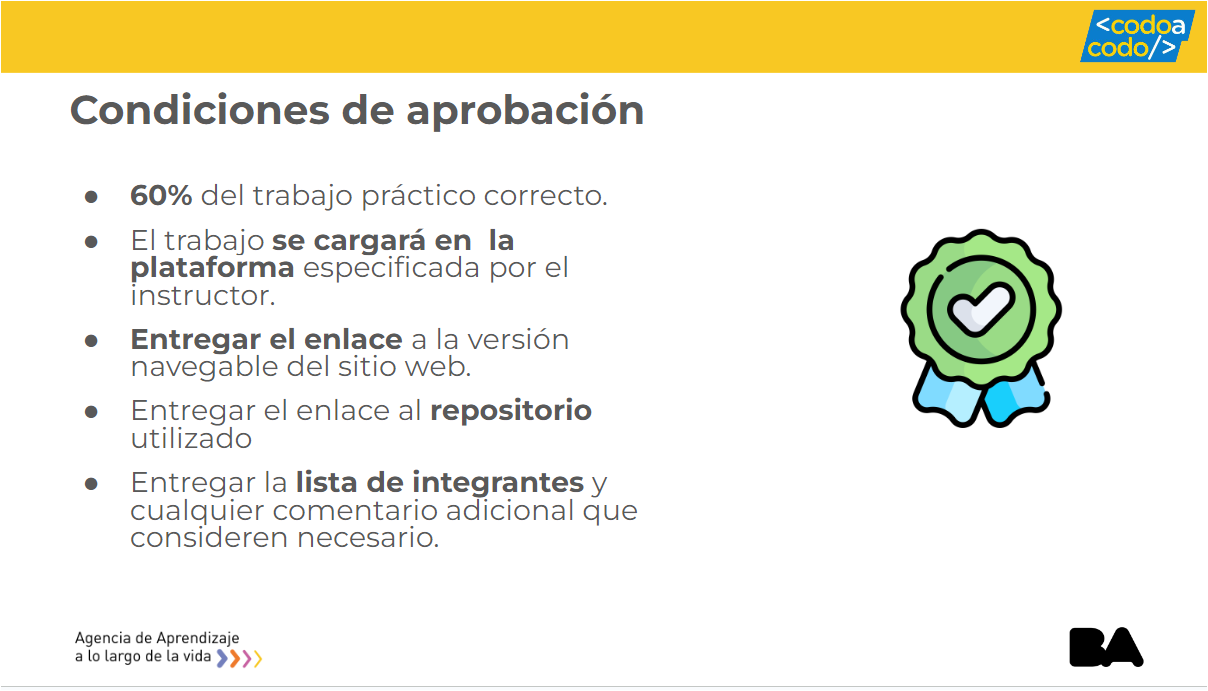 <codoa
codo/>
Condiciones de aprobación
● 60% del trabajo práctico correcto.
● El trabajo se cargará en la
plataforma especificada por el
instructor.
● Entregar el enlace a la versión
navegable del sitio web.
● Entregar el enlace al repositorio
utilizado
● Entregar la lista de integrantes y
cualquier comentario adicional que
consideren necesario.
Agencia de Aprendizaje
a lo largo de la vida
BA